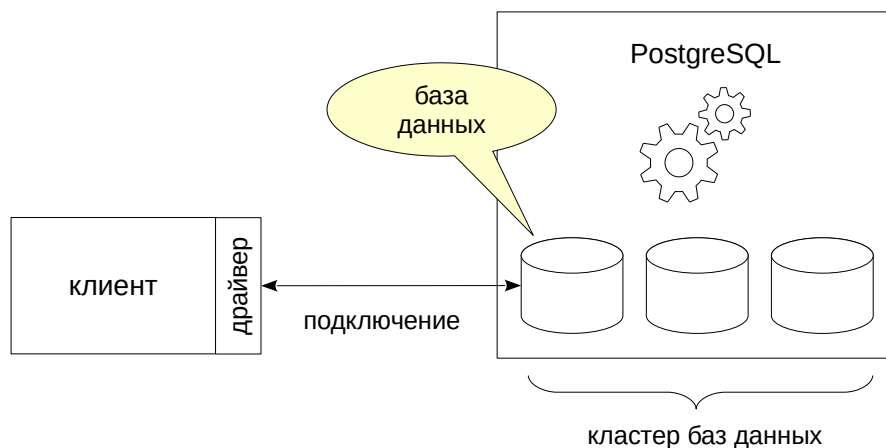 PostgreSQL
база
данных
клиент
драйвер
подключение
кластер баз данных